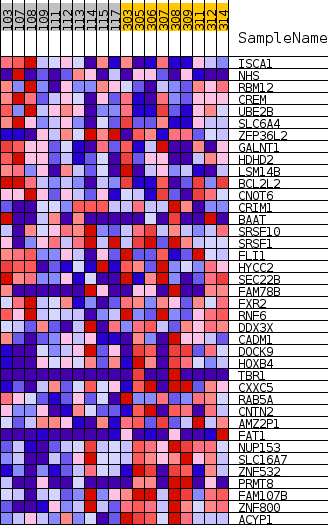 103 107 108 109 111 112 113 114 115 117 303 305 306 307 308 309 311 312 314
SampleName
ISCA1
NHS
RBM12
CREM
UBE2B
SLC6A4
ZFP36L2
GALNT1
HDHD2
LSM14B
BCL2L2
CNOT6
CRIM1
BAAT
SRSF10
SRSF1
FLI1
HYCC2
SEC22B
FAM78B
FXR2
RNF6
DDX3X
CADM1
DOCK9
HOXB4
TBR1
CXXC5
RAB5A
CNTN2
AMZ2P1
FAT1
NUP153
SLC16A7
ZNF532
PRMT8
FAM107B
ZNF800
ACYP1